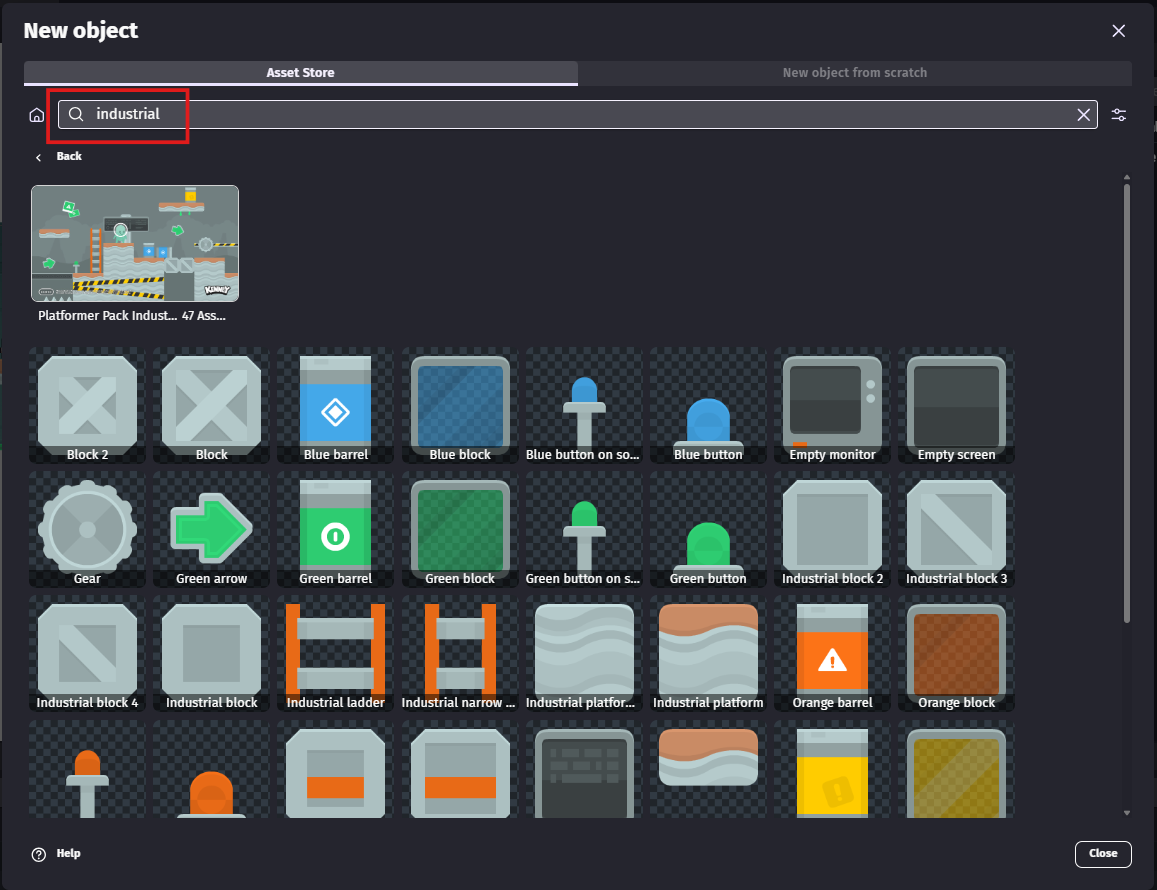 New object
Asset Store
New object from scratch
industrial
Back
KENNEY
Platformer Pack Indust... 47 Ass...
Block 2
Block
Blue barrel
Blue block
Blue button on so...
Blue button
Empty monitor
Empty screen
Gear
Green arrow
Green barrel
Green block
Green button on s...
Green button
Industrial block 2
Industrial block 3
Industrial block 4
Industrial block
Industrial ladder
Industrial narrow ...
Industrial platfor...
Industrial platform
Orange barrel
Orange block
Help
Close